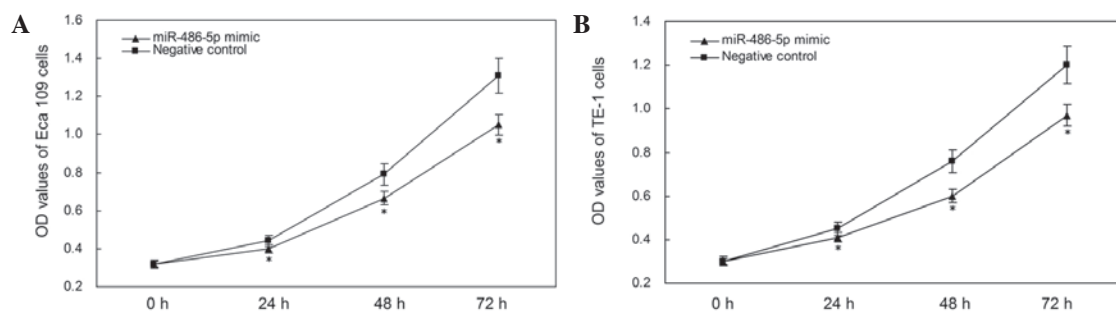 A
OD values of Eca 109 cells
1.6
1.4
1.2
1.0
0.8
0.6
0.4
0.2
miR-486-5p mimic
Negative control
*
*
*
0 h
24 h
48 h
72 h
B
OD values of TE-1 cells
1.4
1.2
1.0
0.8
0.6
0.4
0.2
miR-486-5p mimic
Negative control
*
*
*
0 h
24 h
48 h
72 h